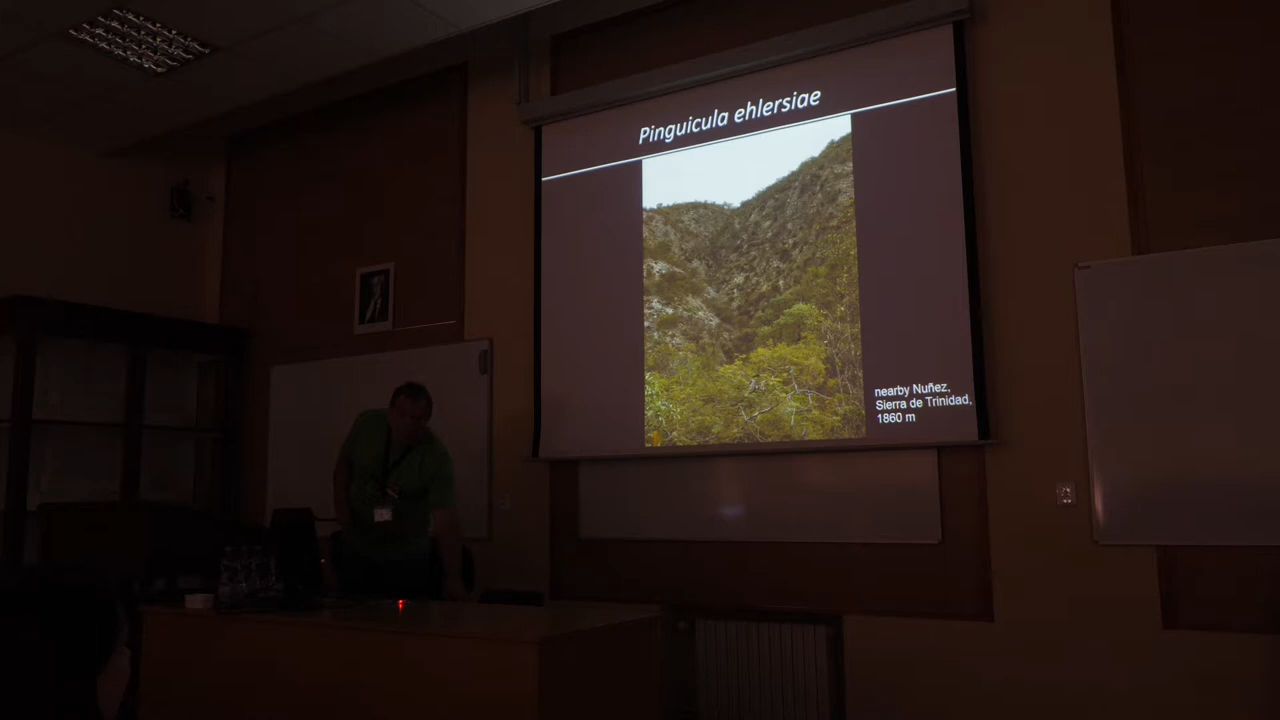 Pinguicula ehlersiae
nearby Nuñez,
Sierra de Trinidad,
1860 m